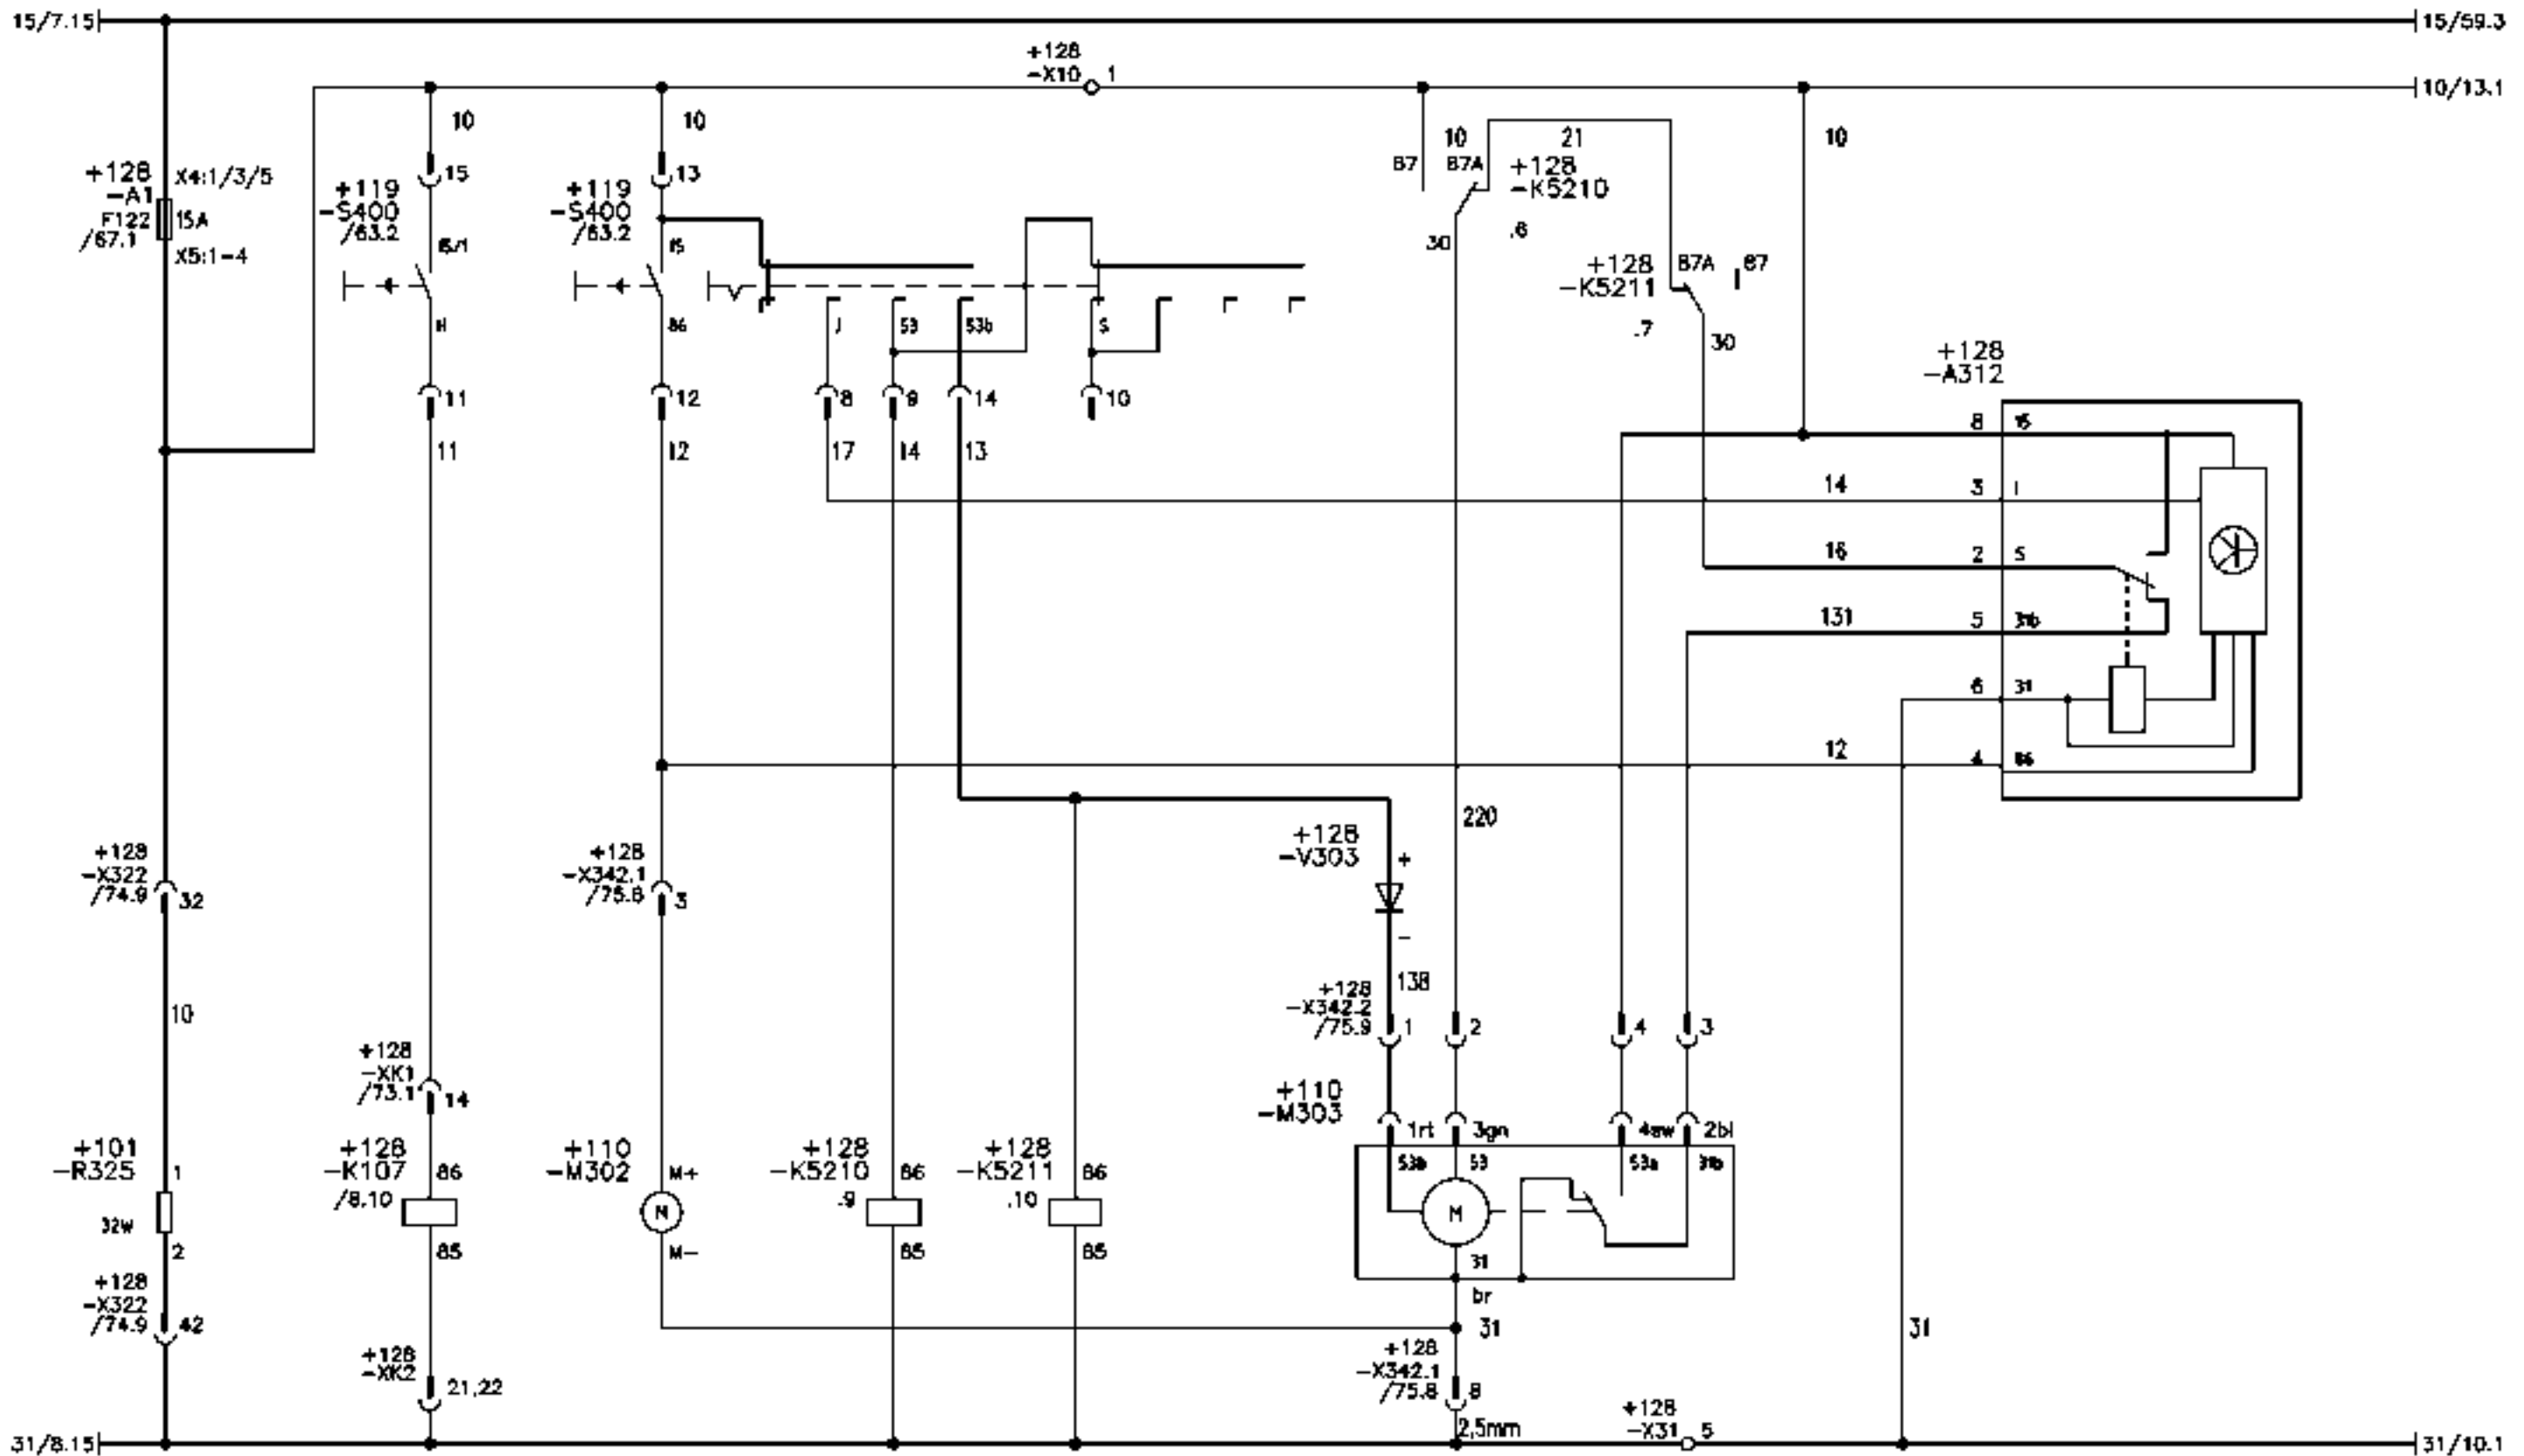 15/7.15
15/59.3
+128
-X10
1
10/13.1
10
10
10
21
10
87
87A
+128
-K5210
.6
30
+128
-A1
F122
/67.1
X4:1/3/5
15A
X5:1-4
+119
-S400
/63.2
15
15/1
H
11
11
+119
-S400
/63.2
13
15
86
12
12
J
53
53b
S
8
9
14
10
17
14
13
+128
-K5211
.7
87A
87
30
+128
-A312
8
15
14
3
I
16
2
S
131
5
31b
6
31
12
4
86
220
+128
-V303
+
-
138
+128
-X322
/74.9
32
+128
-X342.1
/75.8
3
10
+128
-X342.2
/75.9
1
2
4
3
+128
-XK1
/73.1
14
+110
-M303
1rt
3gn
4sw
2bl
53b
53
53a
31b
M
31
br
31
+101
-R325
1
32W
2
+128
-K107
/8.10
86
85
+110
-M302
M+
M
M-
+128
-K5210
.9
86
85
+128
-K5211
.10
86
85
+128
-X322
/74.9
42
+128
-XK2
21,22
+128
-X342.1
/75.8
8
2,5mm
+128
-X31
5
31
31/8.15
31/10.1